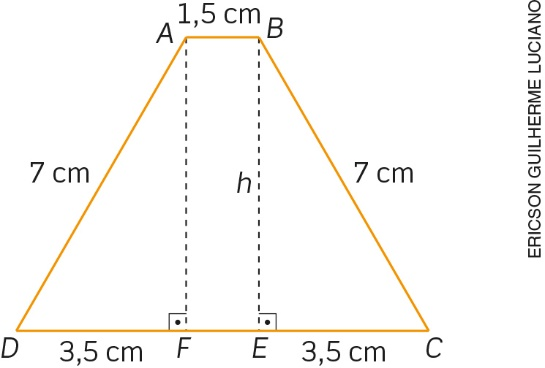 1,5 cm
A B
7 cm h 7 cm
D 3,5 cm F E 3,5 cm C
ERICSON GUILHERME LUCIANO